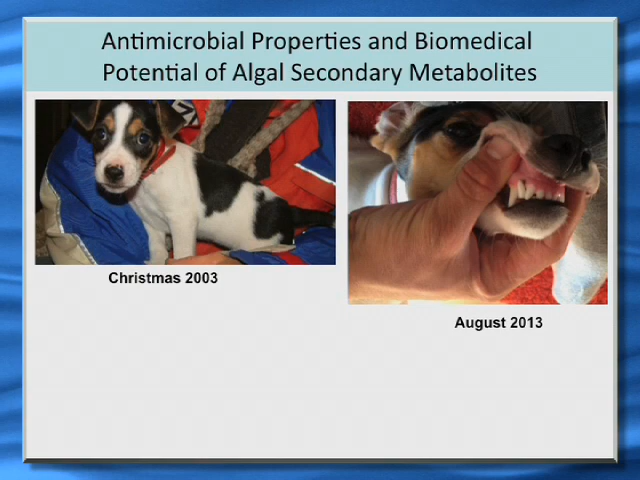 Antimicrobial Properties and Biomedical
Potential of Algal Secondary Metabolites
Christmas 2003
August 2013